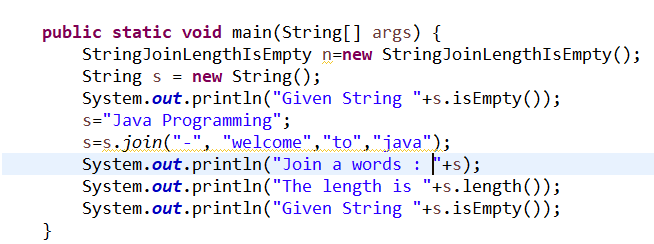 public static void main(String[] args) {
StringJoinLengthIsEmpty n=new StringJoinLengthIsEmpty();
String s = new String();
System.out.println("Given String "+s.isEmpty());
s="Java Programming";
s=s.join("-", "welcome","to","java");
System.out.println("Join a words : "+s);
System.out.println("The length is "+s.length());
System.out.println("Given String "+s.isEmpty());
}